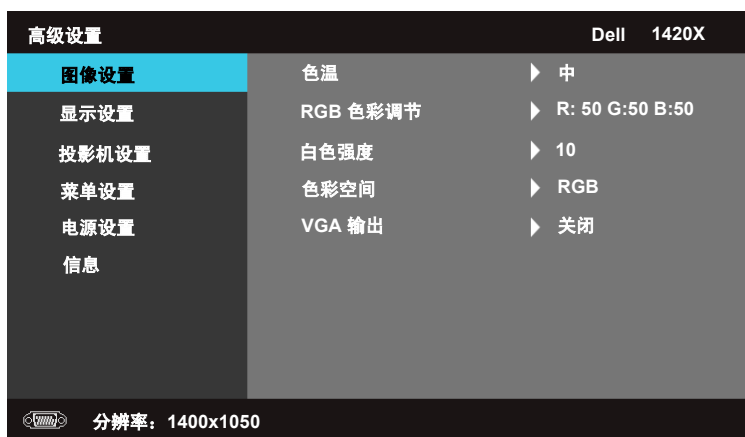 高级设置 Dell 1420X
图像设置 色温 中
显示设置 RGB 色彩调节 R: 50 G:50 B:50
投影机设置 白色强度 10
菜单设置 色彩空间 RGB
电源设置 VGA 输出 关闭
信息
分辨率：1400x1050